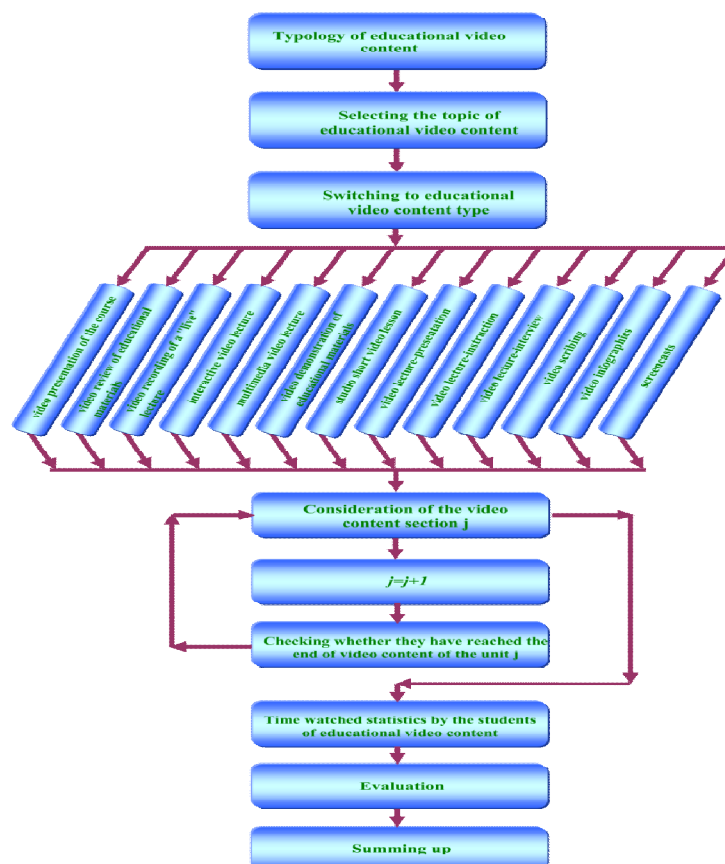 Typology of educational video
content
Selecting the topic of
educational video content
Switching to educational
video content type
video presentation of the course
video review of educational
materials
video recording of a "live"
lecture
interactive video lecture
multimedia video lecture
video demonstration of
educational materials
studio short video lesson
video lecture-presentation
video lecture-instruction
video lecture-interview
video scribing
video infographics
screencasts
Consideration of the video
content section j
j=j+1
Checking whether they have reached the
end of video content of the unit j
Time watched statistics by the students
of educational video content
Evaluation
Summing up